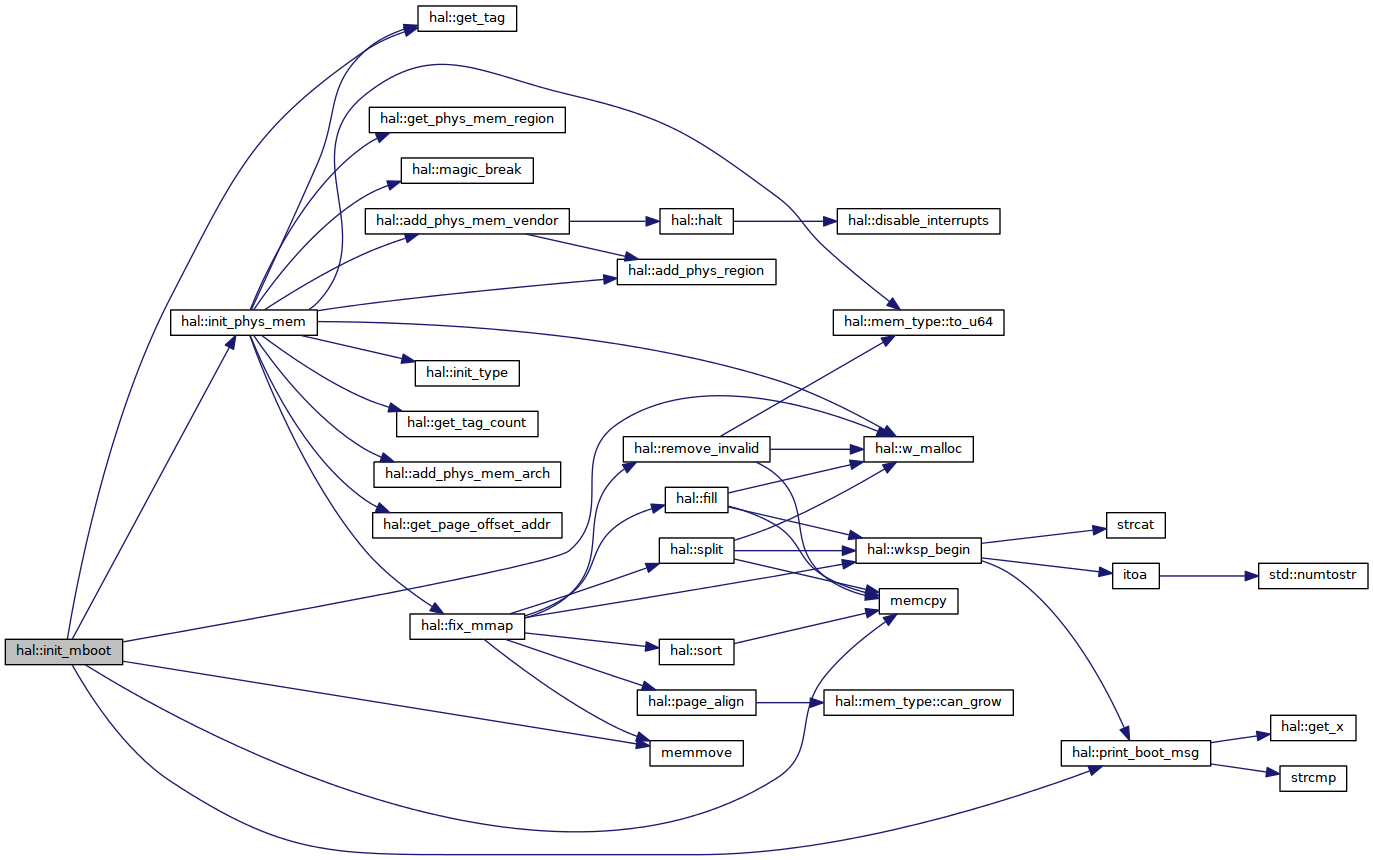 hal::get_tag
hal::get_phys_mem_region
hal::magic_break
hal::add_phys_mem_vendor
hal::halt
hal::disable_interrupts
hal::add_phys_region
hal::init_phys_mem
hal::mem_type::to_u64
hal::init_type
hal::get_tag_count
hal::remove_invalid
hal::w_malloc
hal::add_phys_mem_arch
hal::fill
hal::get_page_offset_addr
strcat
hal::split
hal::wksp_begin
itoa
std::numtostr
memcpy
hal::fix_mmap
hal::init_mboot
hal::sort
hal::page_align
hal::mem_type::can_grow
hal::get_x
memmove
hal::print_boot_msg
strcmp